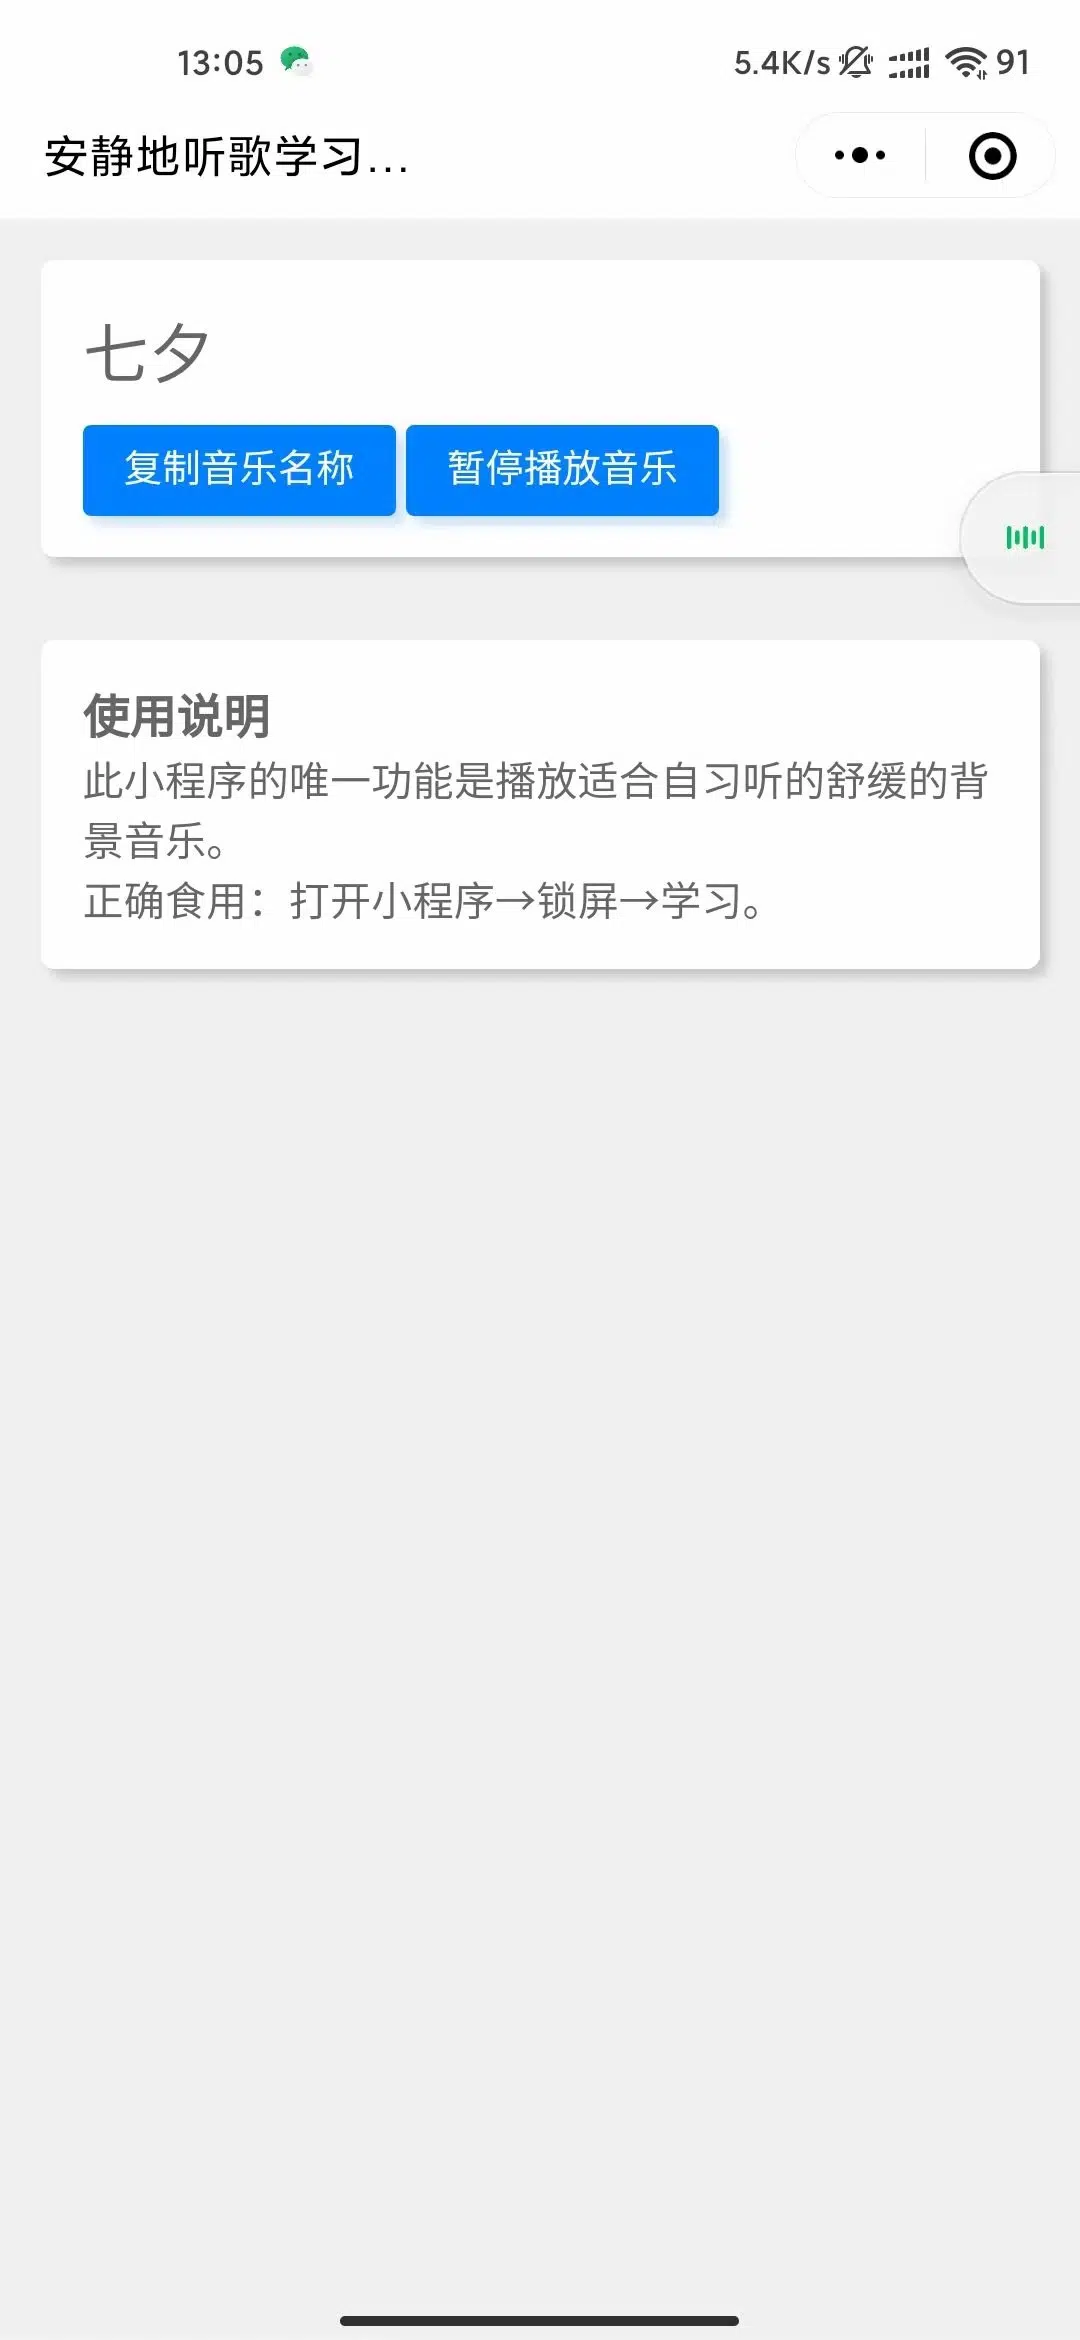 13:05
5.4K/s
91
安静地听歌学习...
七夕
复制音乐名称
暂停播放音乐
使用说明
此小程序的唯一功能是播放适合自习听的舒缓的背
景音乐。
正确食用：打开小程序→锁屏→学习。